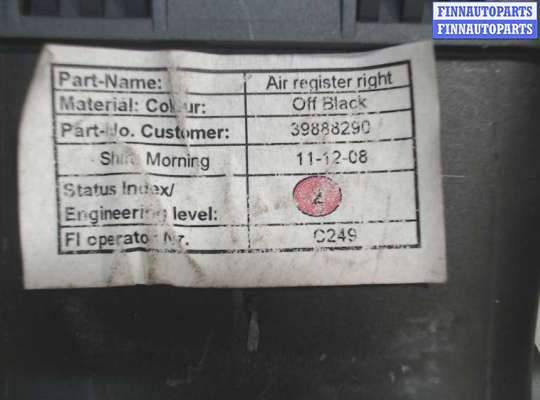 FINNAUTOPARTS
FINNAUTOPARTS
Part-Name: Air register right
Material: Colour: Off Black
Part-No. Customer: 39888290
Shift Morning 11-12-08
Status Index/
Engineering level: 2
FI operator Nr. C249